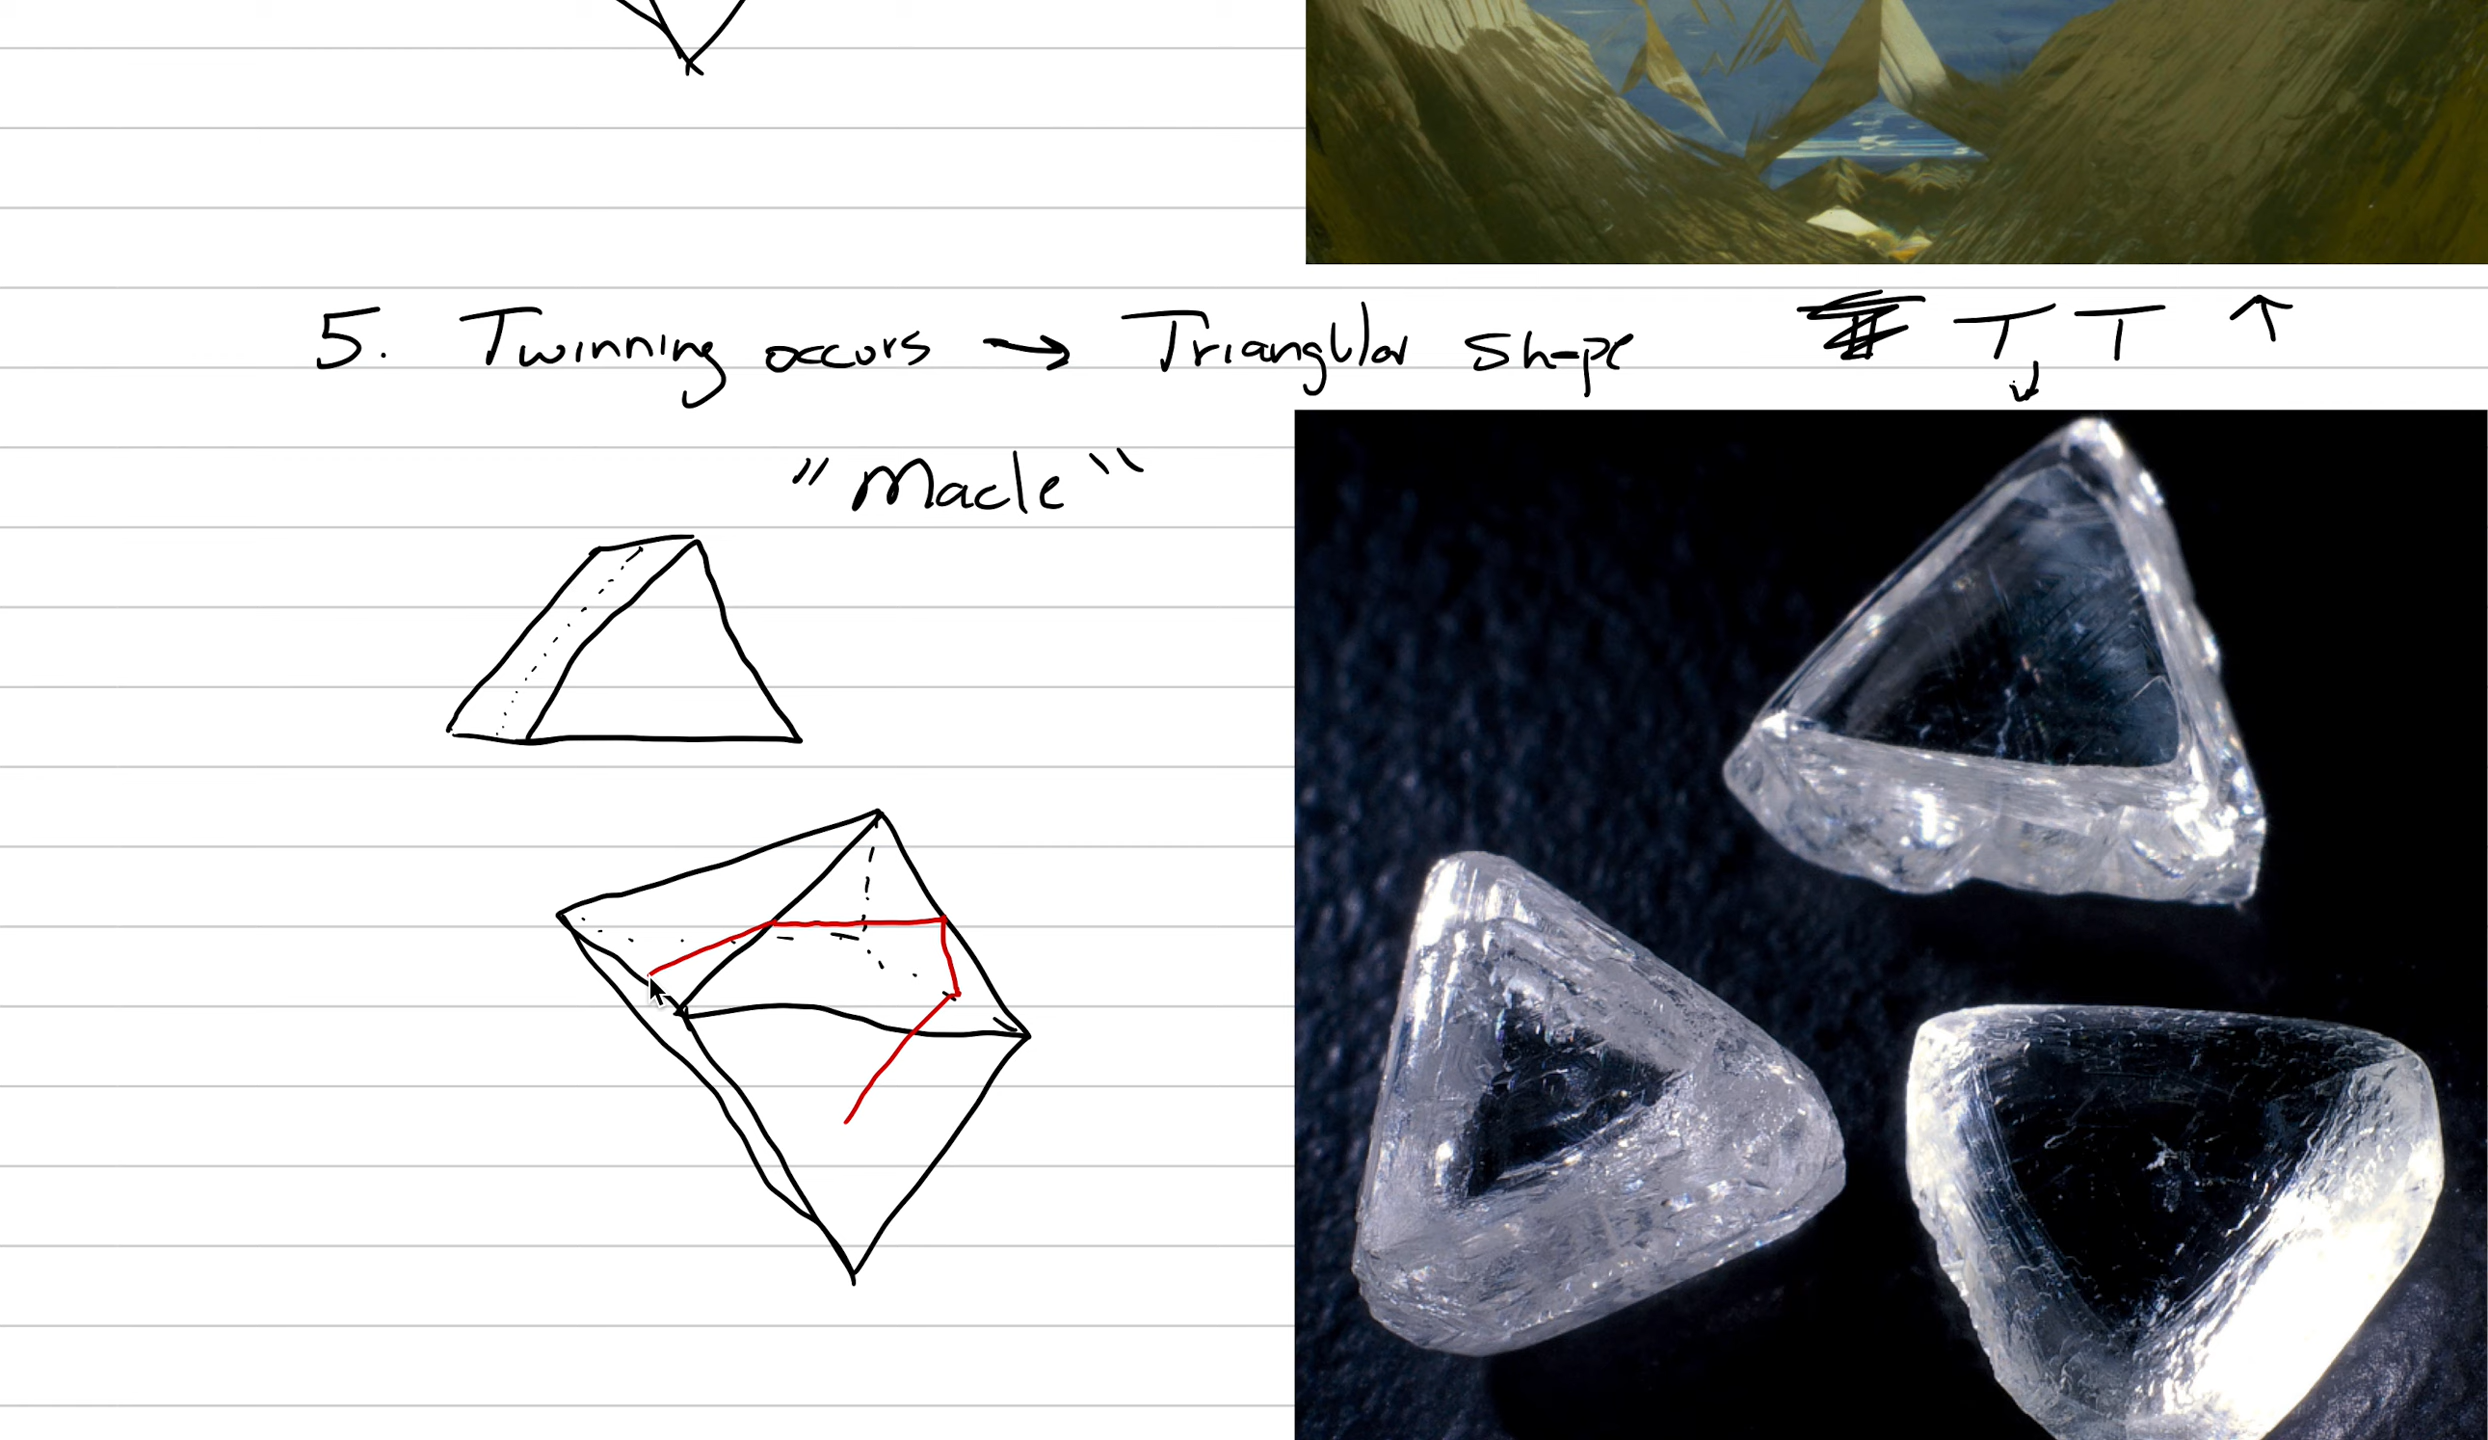 5. Twinning occurs → Triangular Shape T T ↑
↓
"Macle"